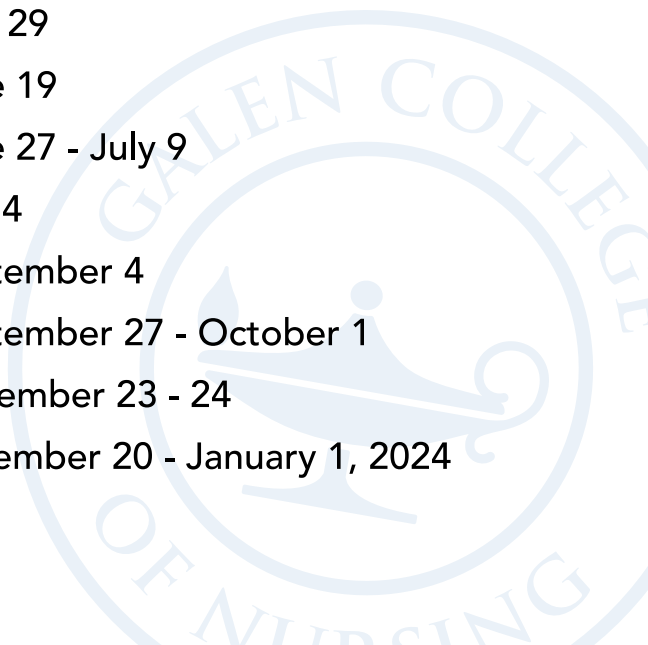 29
e 19
e 27 - July 9
4
tember 4
tember 27 - October 1
ember 23 - 24
ember 20 - January 1, 2024
GALEN COLLEGE
OF NURSING